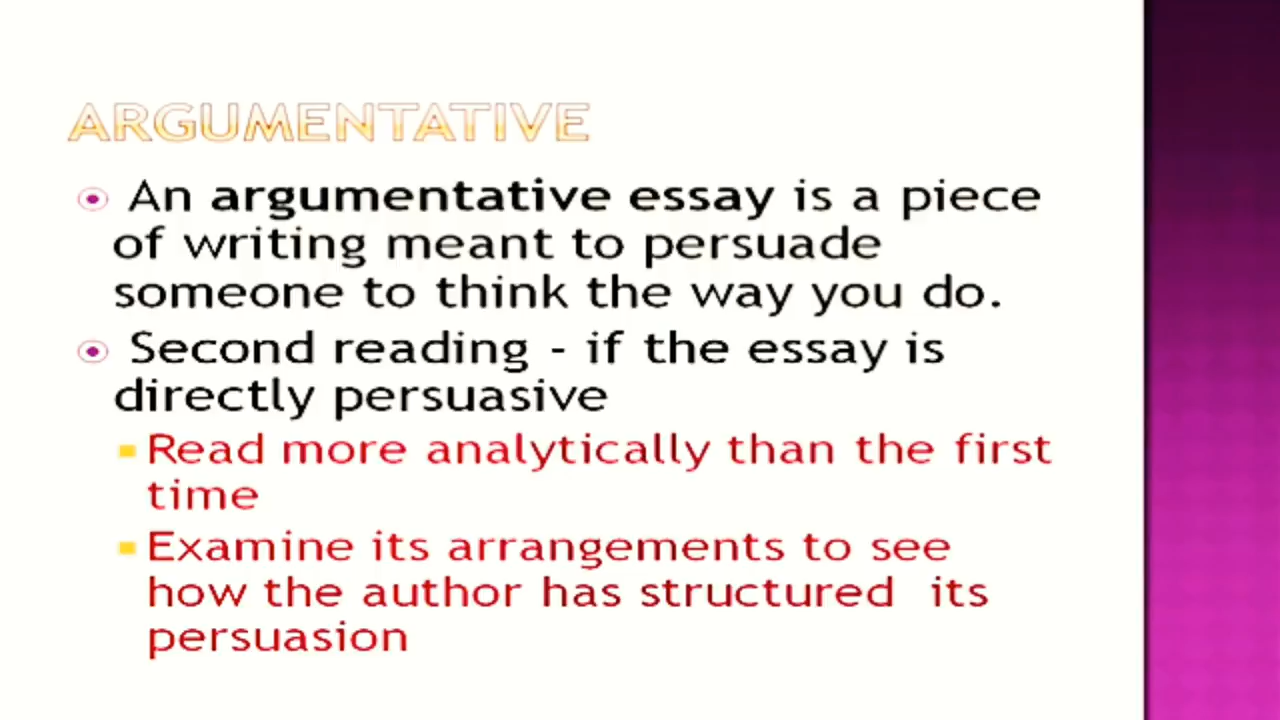 ARGUMENTATIVE
An argumentative essay is a piece
of writing meant to persuade
someone to think the way you do.
Second reading - if the essay is
directly persuasive
Read more analytically than the first
time
Examine its arrangements to see
how the author has structured its
persuasion